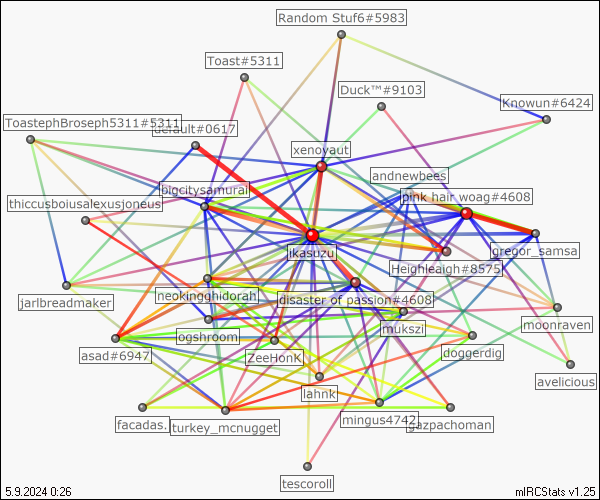 Random Stuf6#5983
Toast#5311
Duck™#9103
Knowun#6424
ToastephBroseph5311#5311
default#0617
xenoyaut
andnewbees
bigcitysamurai
pink hair woag#4608
thiccusboiusalexusjoneus
ikasuzu
gregor_samsa
Heighleaigh#8575
jarlbreadmaker
neokingghidorah
disaster of passion#4608
mukszi
moonraven
ogshroom
asad#6947
ZeeHonk
doggerdig
avelicious
lahnk
facadas.
turkey_mcnugget
mingus4742
gazpachoman
tescoroll
5.9.2024 0:26
mIRCStats v1.25